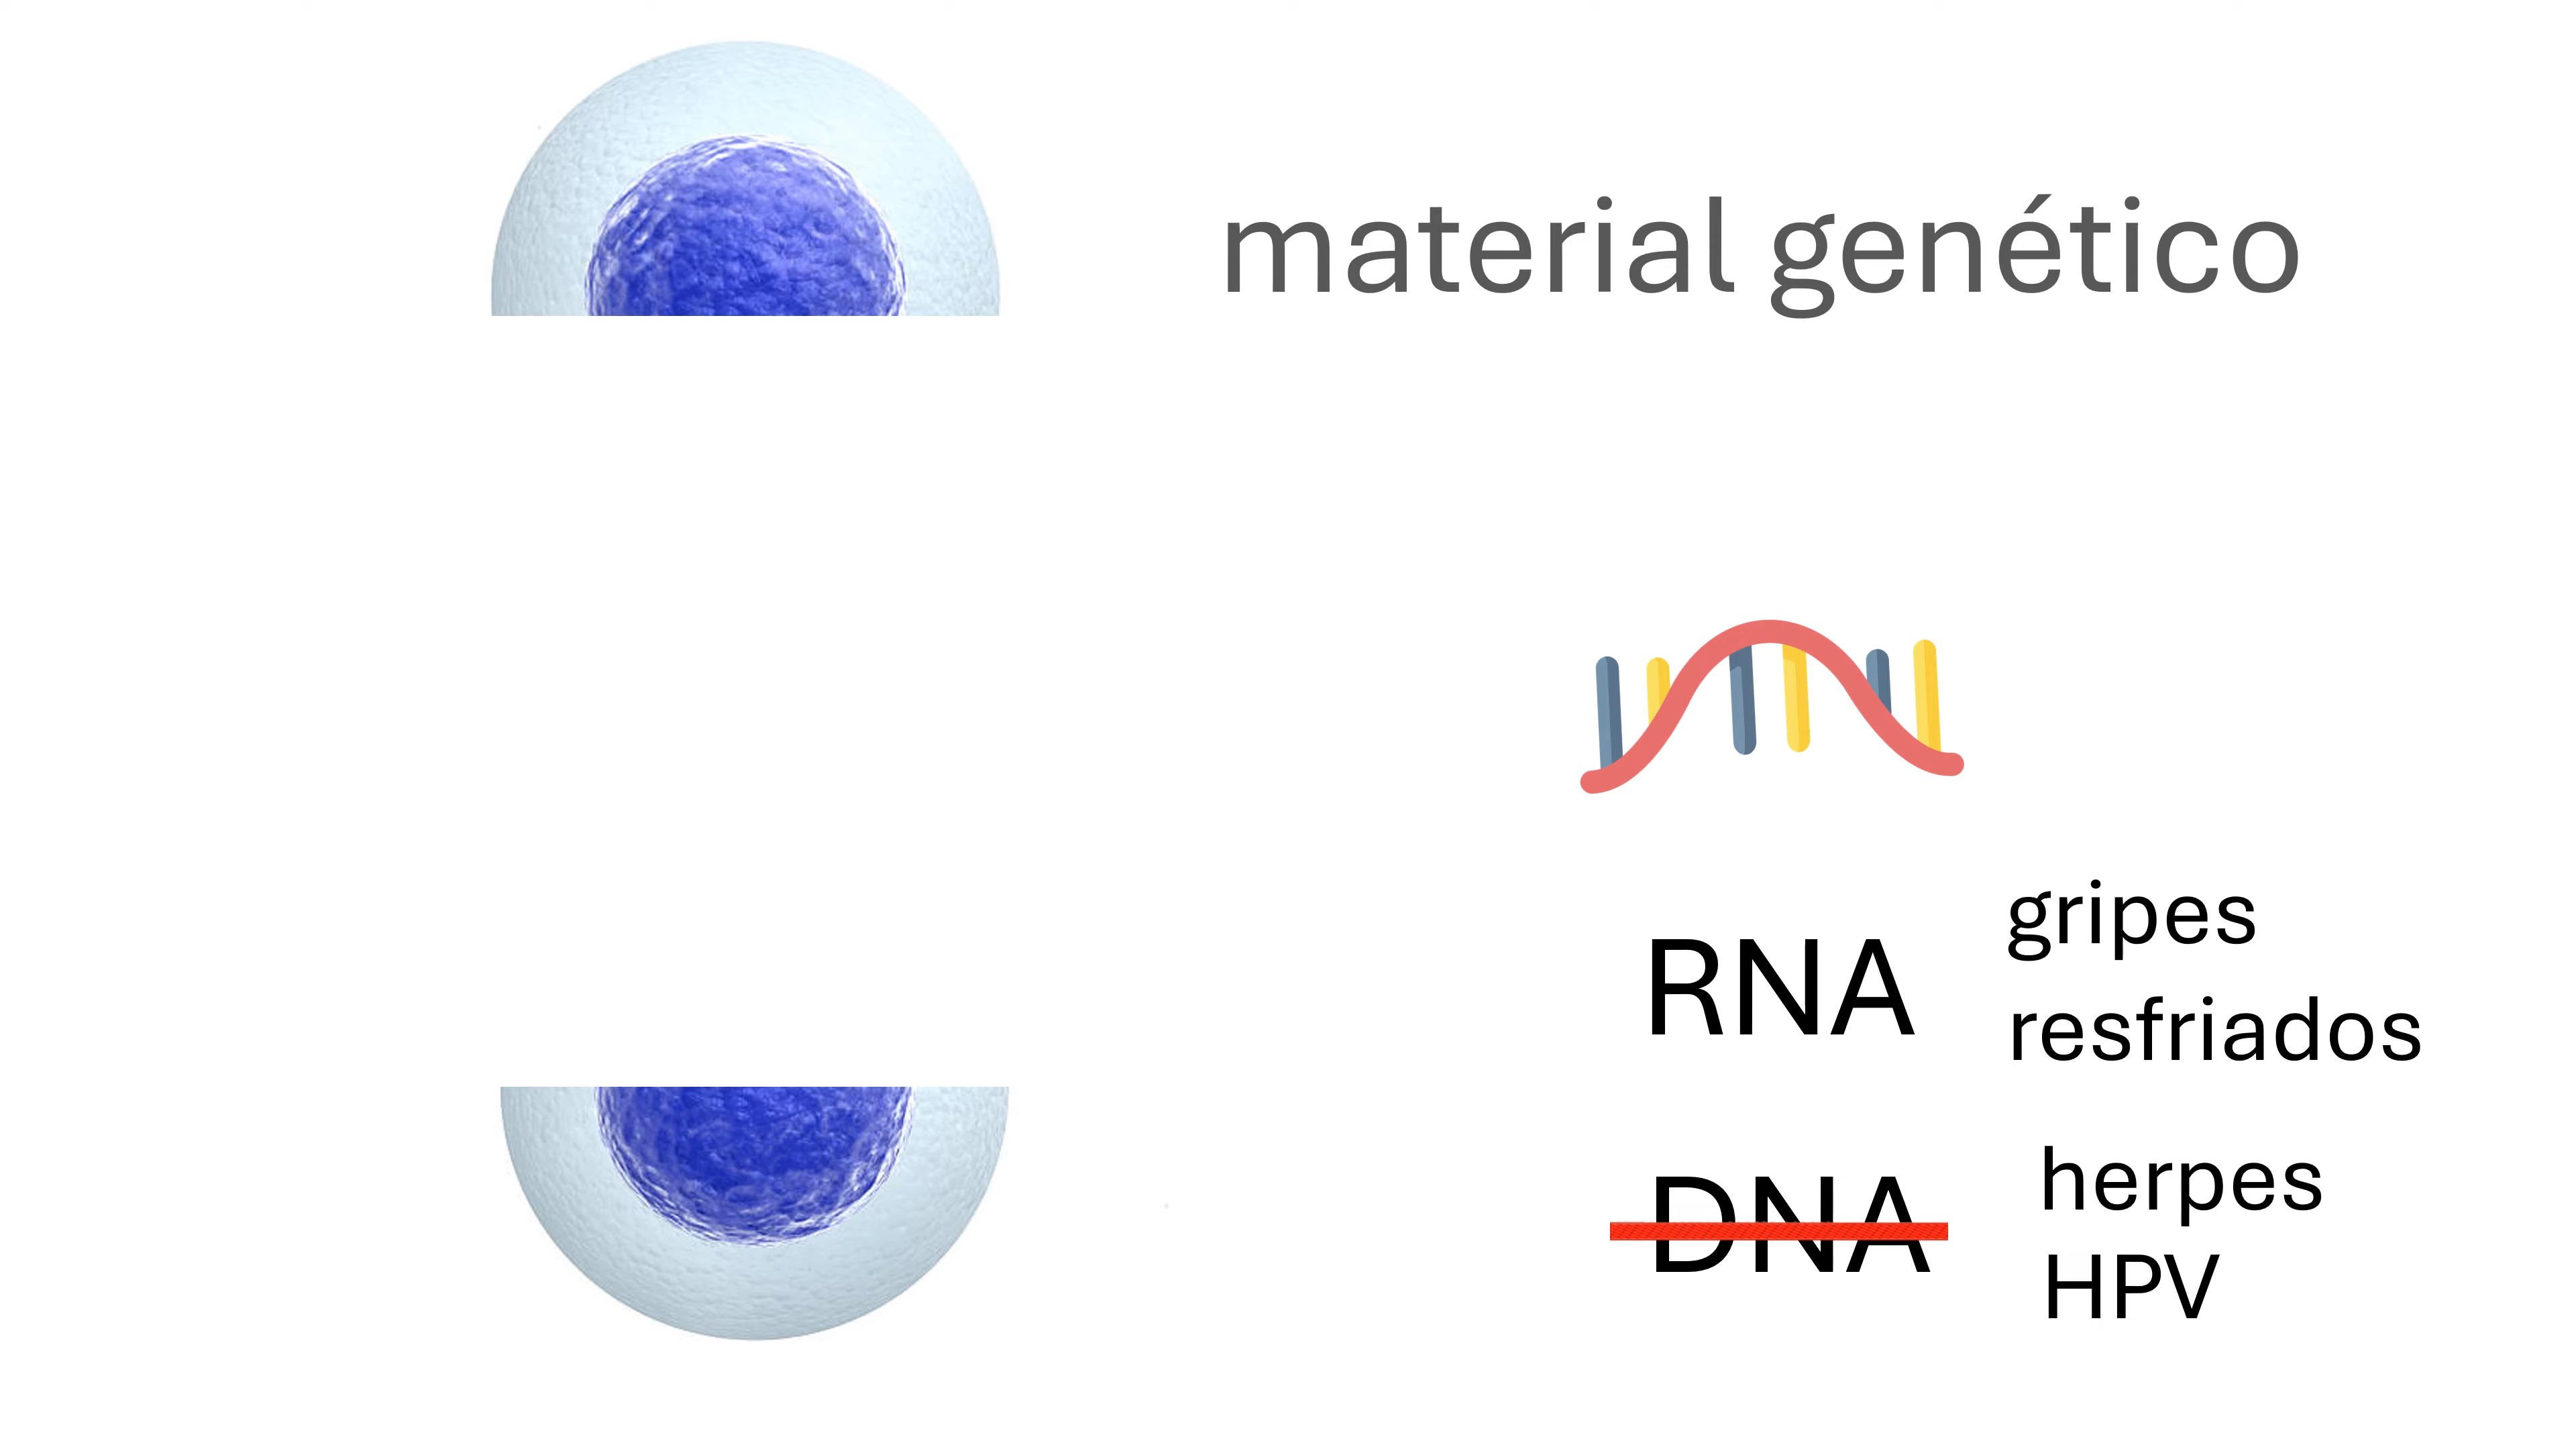 material genético
RNA
gripes
resfriados
DNA
herpes
HPV